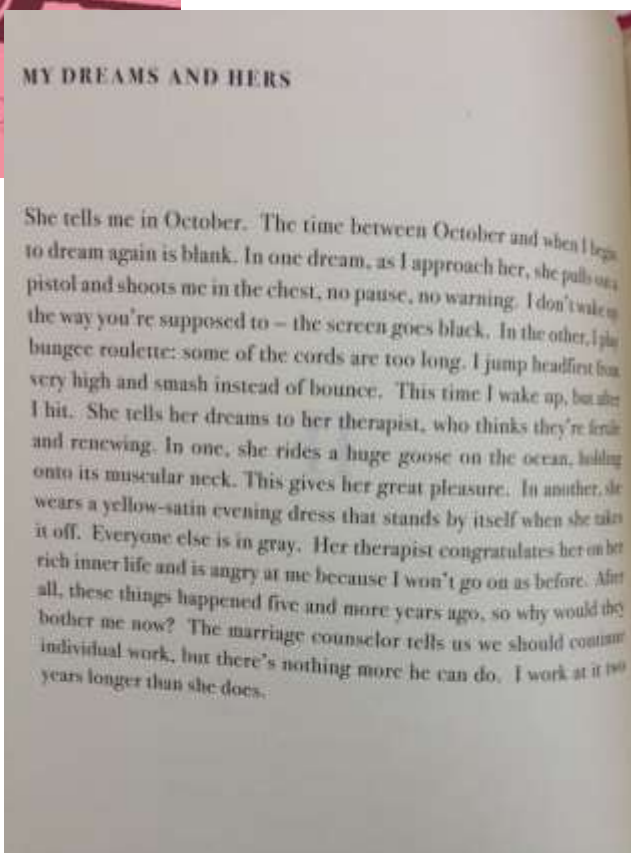 MY DREAMS AND HERS
She tells me in October. The time between October and when I begin
to dream again is blank. In one dream, as I approach her, she pulls out a
pistol and shoots me in the chest, no pause, no warning. I don't wake up
the way you're supposed to – the screen goes black. In the other, I play
bungee roulette: some of the cords are too long. I jump headfirst from
very high and smash instead of bounce. This time I wake up, but after
I hit. She tells her dreams to her therapist, who thinks they're fertile
and renewing. In one, she rides a huge goose on the ocean, holding
onto its muscular neck. This gives her great pleasure. In another, she
wears a yellow-satin evening dress that stands by itself when she takes
it off. Everyone else is in gray. Her therapist congratulates her on her
rich inner life and is angry at me because I won't go on as before. After
all, these things happened five and more years ago, so why would they
bother me now? The marriage counselor tells us we should continue
individual work, but there's nothing more he can do. I work at it two
years longer than she does.